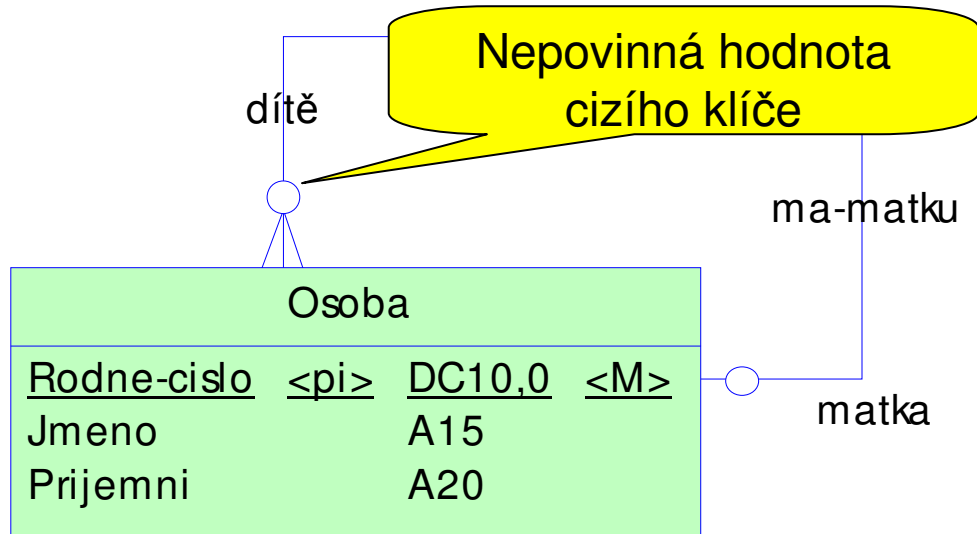 Nepovinná hodnota
cizího klíče
dítě
ma-matku
Osoba
Rodne-cislo <pi> DC10,0 <M>
Jmeno A15
Prijemni A20
matka